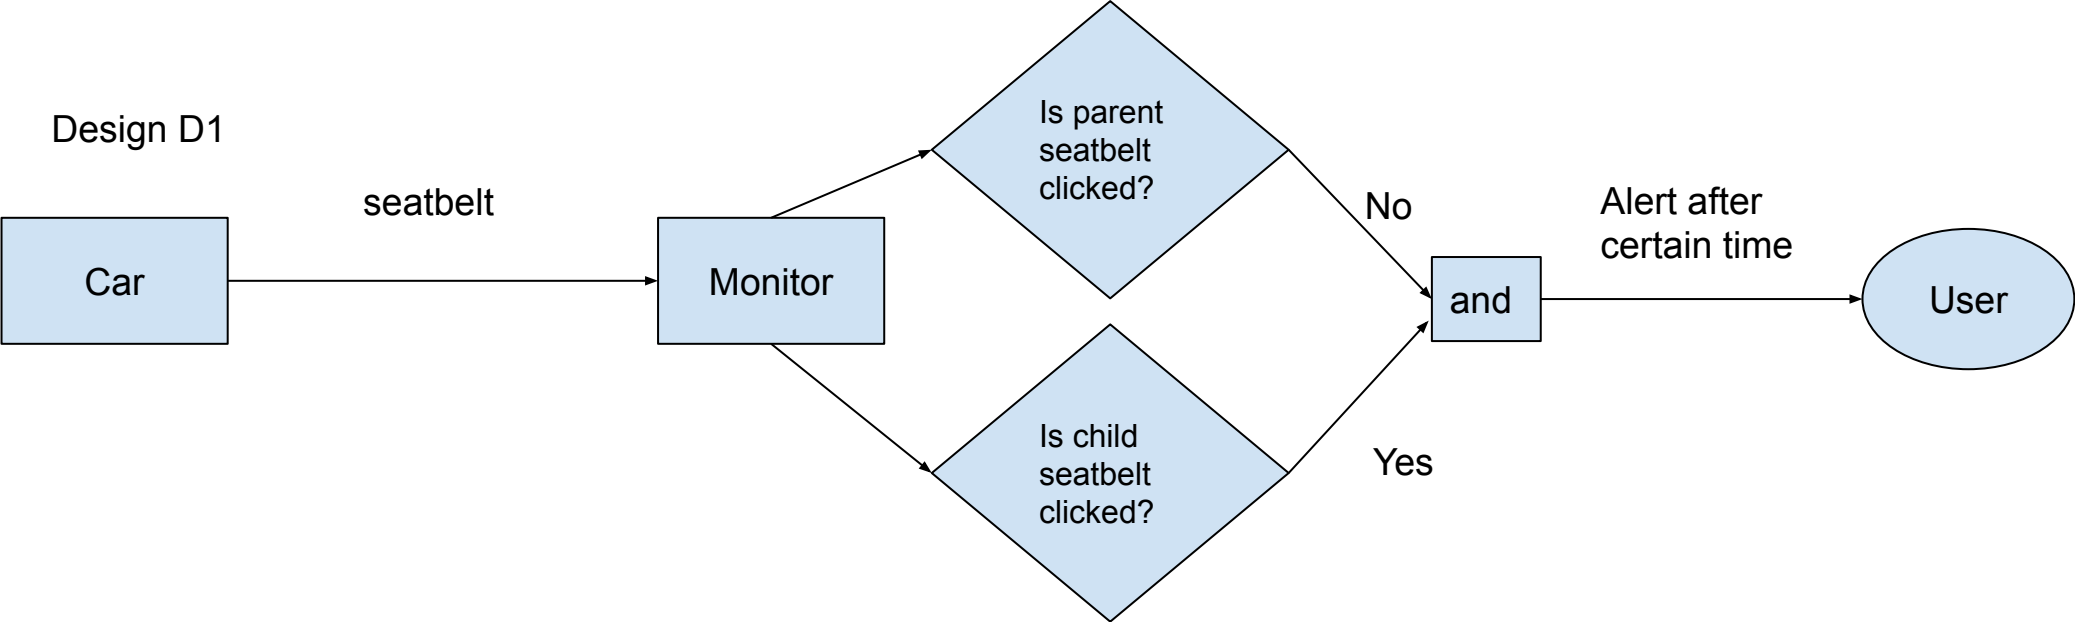 Design D1
Car
seatbelt
Monitor
Is parent
seatbelt
clicked?
Is child
seatbelt
clicked?
No
Yes
and
Alert after
certain time
User